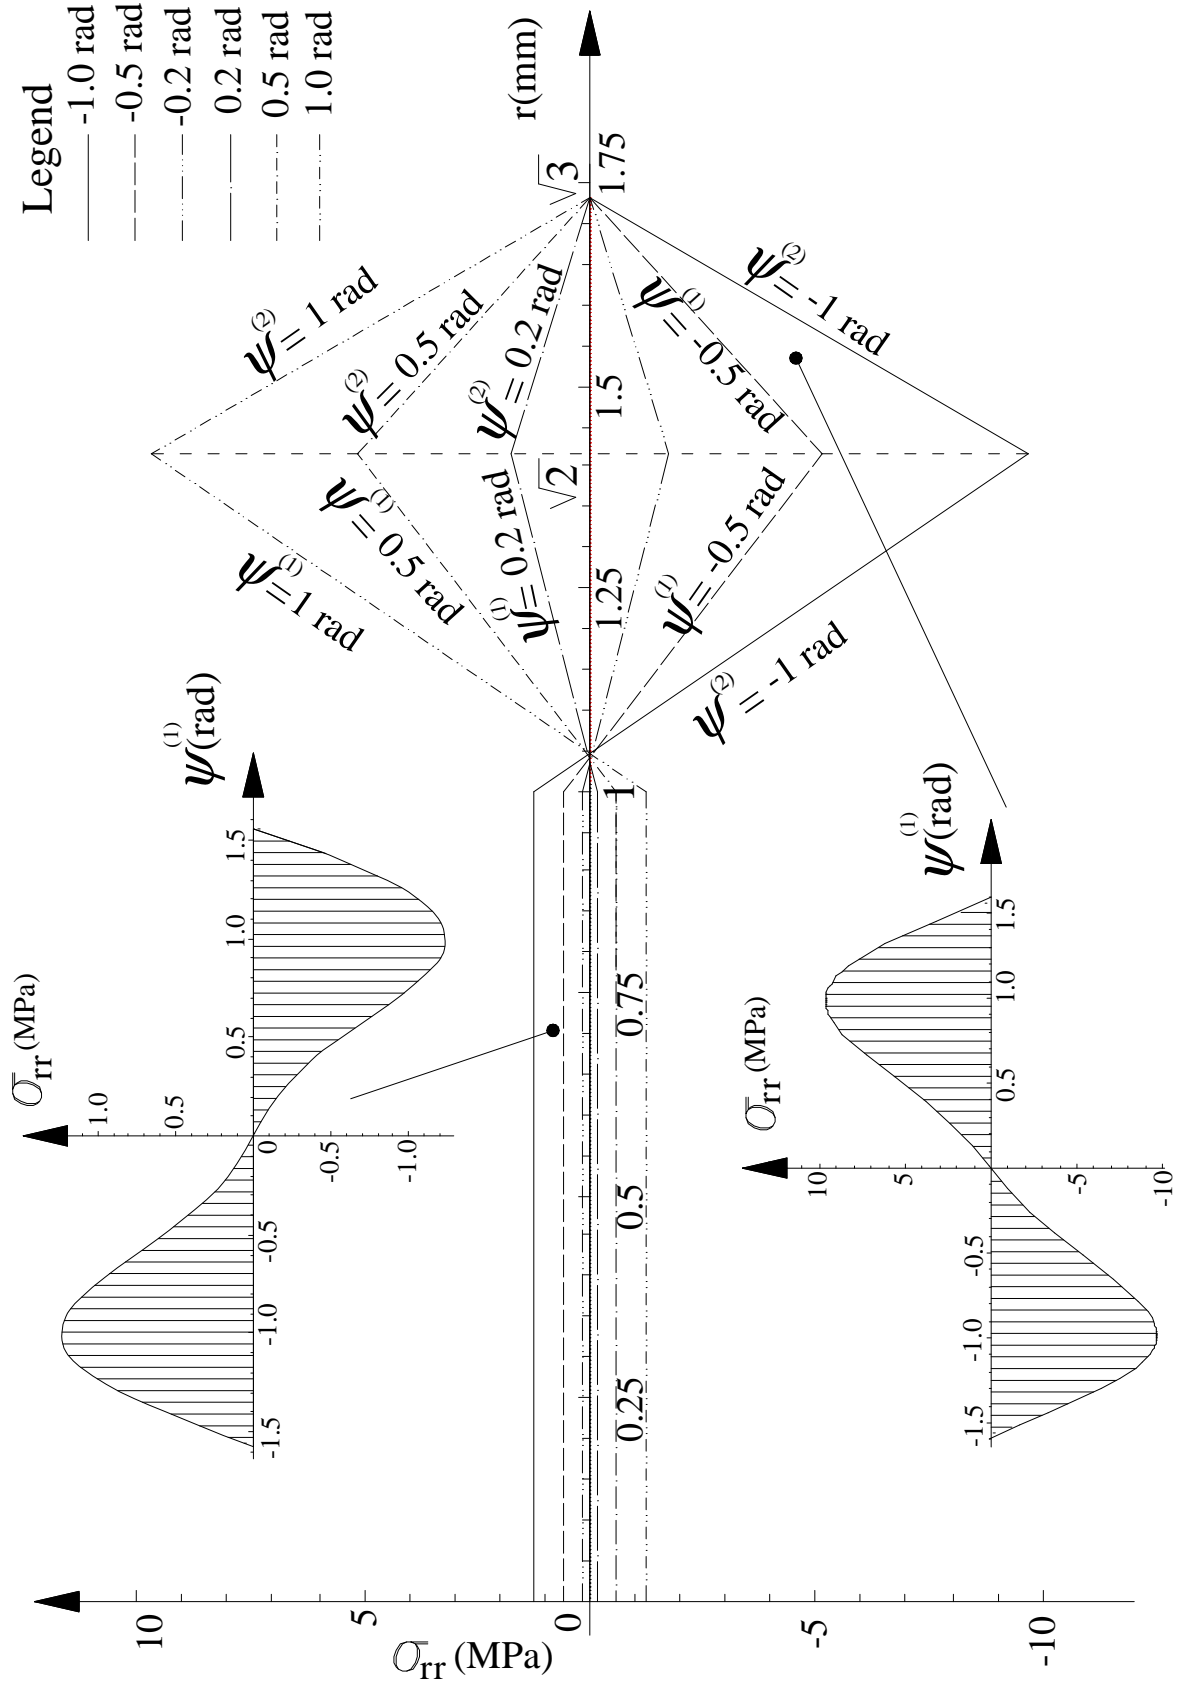 Legend
-1.0 rad
-0.5 rad
-0.2 rad
0.2 rad
0.5 rad
1.0 rad
σrr (MPa)
10
5
0
-5
-10
r(mm)
0.25
0.5
0.75
1
1.25
√2
1.5
√3
1.75
ψ(1)=1 rad
ψ(2)= 1 rad
ψ(1)= 0.5 rad
ψ(2)= 0.5 rad
ψ(1)= 0.2 rad
ψ(2)= 0.2 rad
ψ(1)= -0.5 rad
ψ(1)= -0.5 rad
ψ(2)= -1 rad
ψ(2)= -1 rad
σrr (MPa)
1.0
0.5
0
-0.5
-1.0
-1.5
-1.0
-0.5
0.5
1.0
1.5
ψ(1)(rad)
σrr (MPa)
10
5
-5
-10
-1.5
-1.0
-0.5
0.5
1.0
1.5
ψ(1)(rad)